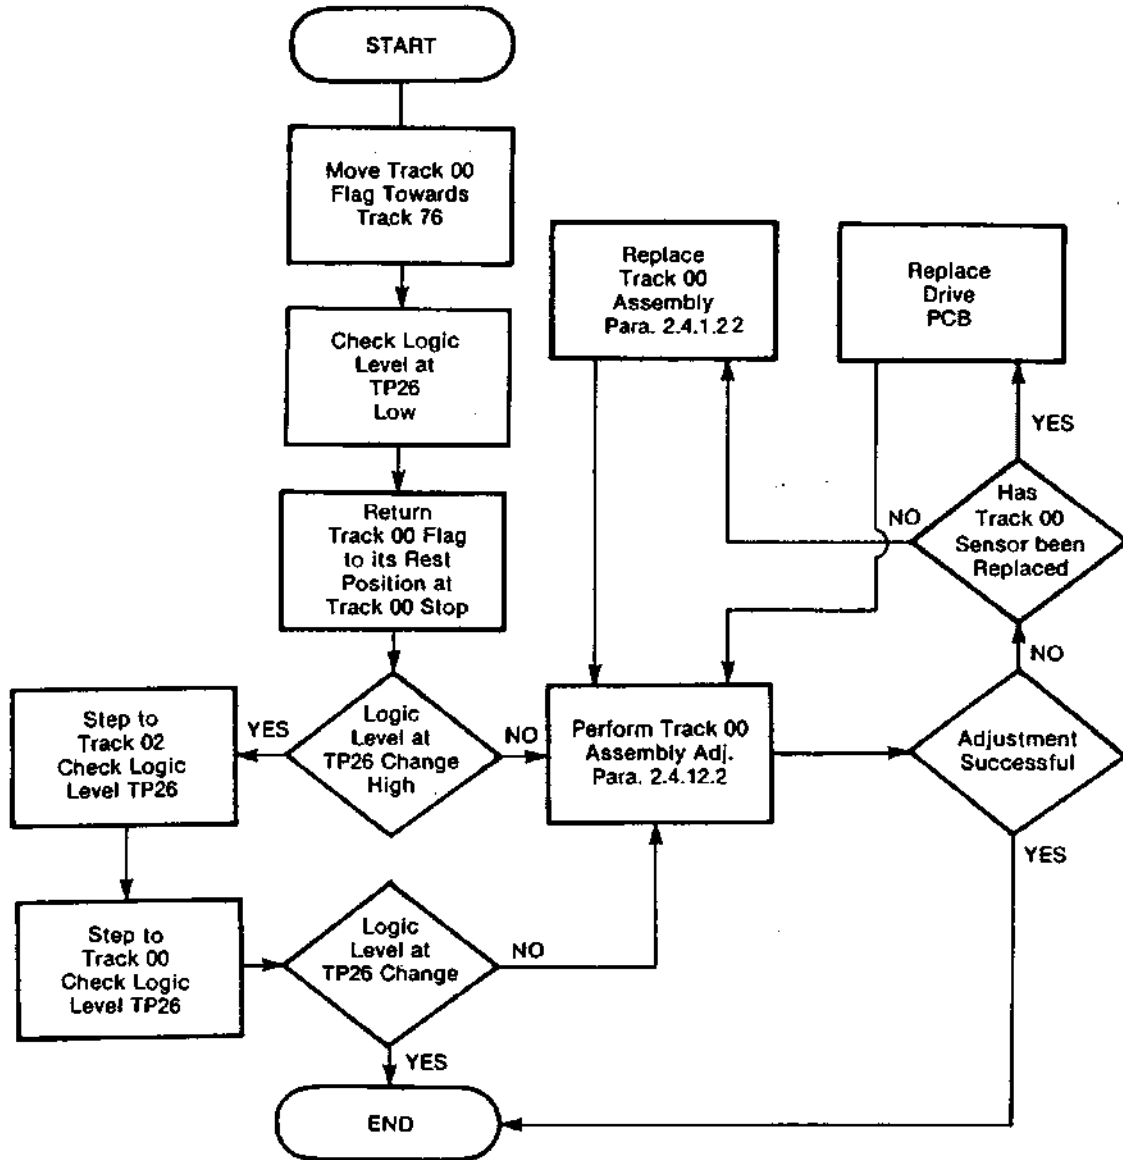 START
Move Track 00
Flag Towards
Track 76
Check Logic
Level at
TP26
Low
Return
Track 00 Flag
to its Rest
Position at
Track 00 Stop
Logic
Level at
TP26 Change
High
YES
NO
Step to
Track 02
Check Logic
Level TP26
Step to
Track 00
Check Logic
Level TP26
Logic
Level at
TP26 Change
NO
YES
END
Replace
Track 00
Assembly
Para. 2.4.1.2 2
Perform Track 00
Assembly Adj.
Para. 2.4.12.2
Adjustment
Successful
NO
YES
Has
Track 00
Sensor been
Replaced
NO
YES
Replace
Drive
PCB